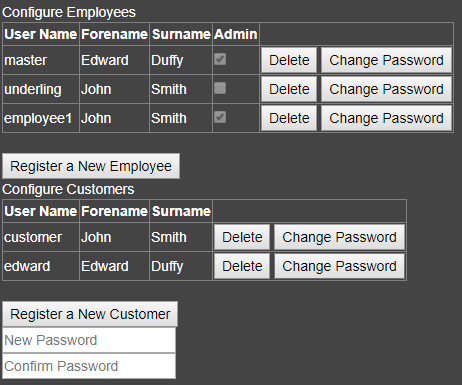 Configure Employees
User Name Forename Surname Admin
master Edward Duffy Delete Change Password
underling John Smith Delete Change Password
employee1 John Smith Delete Change Password
Register a New Employee
Configure Customers
User Name Forename Surname
customer John Smith Delete Change Password
edward Edward Duffy Delete Change Password
Register a New Customer
New Password
Confirm Password